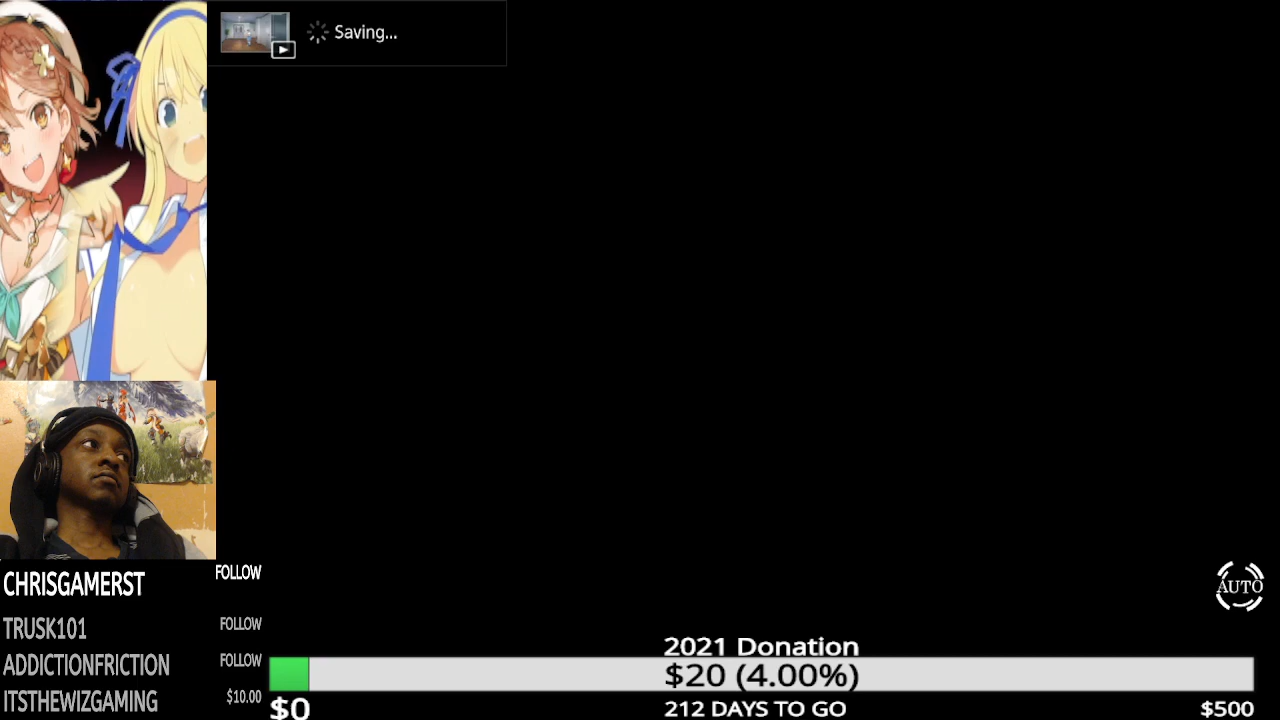 Saving...
CHRISGAMERST FOLLOW
TRUSK101 FOLLOW
ADDICTIONFRICTION FOLLOW
ITSTHEWIZGAMING $10.00
AUTO
2021 Donation
$20 (4.00%)
$0 212 DAYS TO GO $500